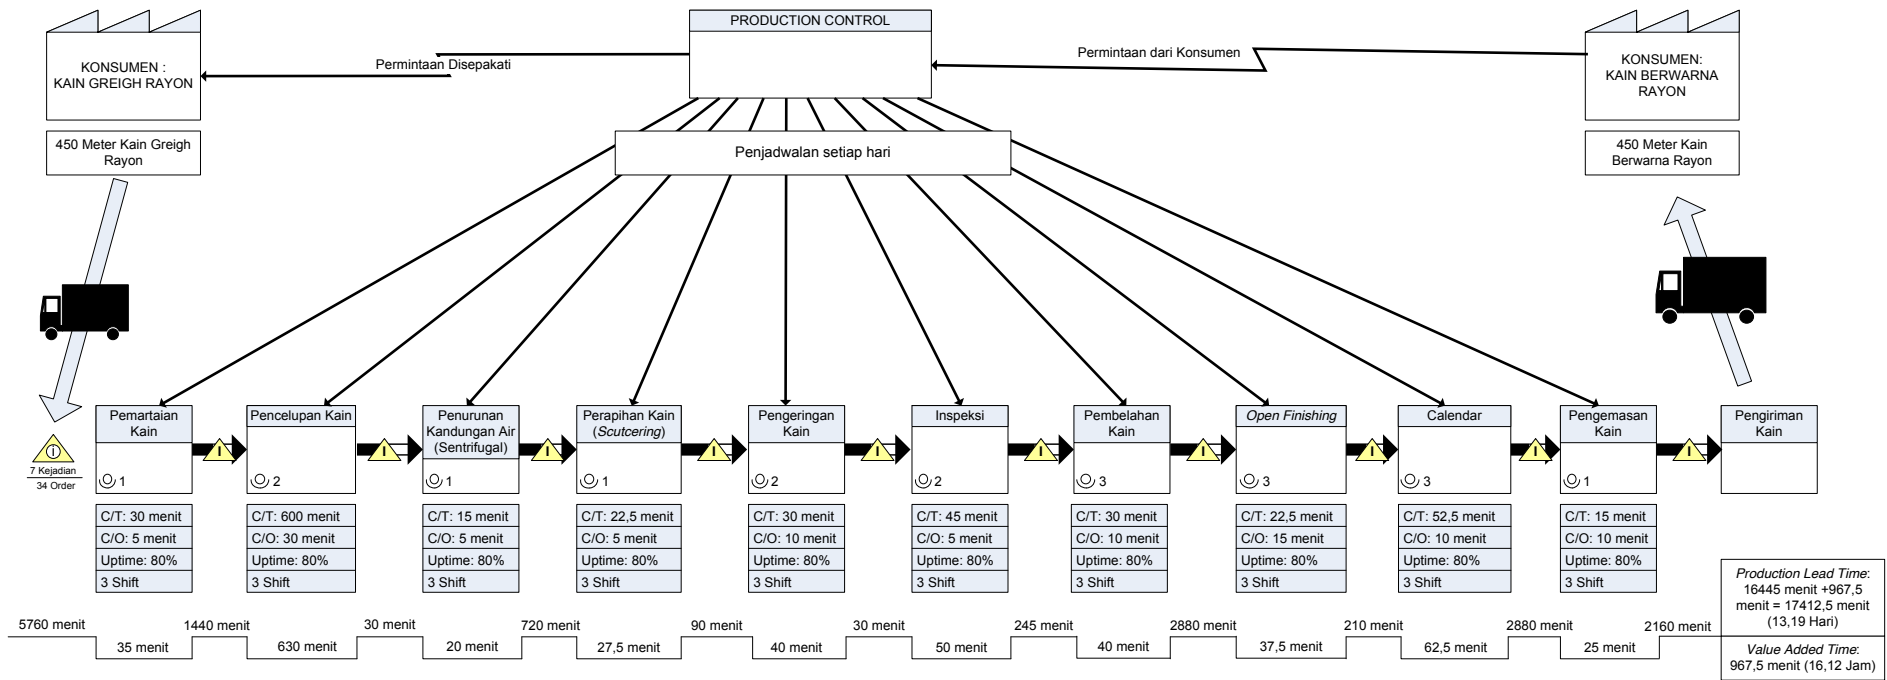 PRODUCTION CONTROL
KONSUMEN :
KAIN GREIGH RAYON
Permintaan Disepakati
Permintaan dari Konsumen
KONSUMEN:
KAIN BERWARNA
RAYON
450 Meter Kain Greigh
Rayon
Penjadwalan setiap hari
450 Meter Kain
Berwarna Rayon
I
7 Kejadian
34 Order
Pemartaian
Kain
1
C/T: 30 menit
C/O: 5 menit
Uptime: 80%
3 Shift
I
Pencelupan Kain
2
C/T: 600 menit
C/O: 30 menit
Uptime: 80%
3 Shift
I
Penurunan
Kandungan Air
(Sentrifugal)
1
C/T: 15 menit
C/O: 5 menit
Uptime: 80%
3 Shift
I
Perapihan Kain
(Scutcering)
1
C/T: 22,5 menit
C/O: 5 menit
Uptime: 80%
3 Shift
I
Pengeringan
Kain
2
C/T: 30 menit
C/O: 10 menit
Uptime: 80%
3 Shift
I
Inspeksi
2
C/T: 45 menit
C/O: 5 menit
Uptime: 80%
3 Shift
I
Pembelahan
Kain
3
C/T: 30 menit
C/O: 10 menit
Uptime: 80%
3 Shift
I
Open Finishing
3
C/T: 22,5 menit
C/O: 15 menit
Uptime: 80%
3 Shift
I
Calendar
3
C/T: 52,5 menit
C/O: 10 menit
Uptime: 80%
3 Shift
I
Pengemasan
Kain
1
C/T: 15 menit
C/O: 10 menit
Uptime: 80%
3 Shift
I
Pengiriman
Kain
5760 menit
35 menit
1440 menit
630 menit
30 menit
20 menit
720 menit
27,5 menit
90 menit
40 menit
30 menit
50 menit
245 menit
40 menit
2880 menit
37,5 menit
210 menit
62,5 menit
2880 menit
25 menit
2160 menit
Production Lead Time:
16445 menit +967,5
menit = 17412,5 menit
(13,19 Hari)
Value Added Time:
967,5 menit (16,12 Jam)